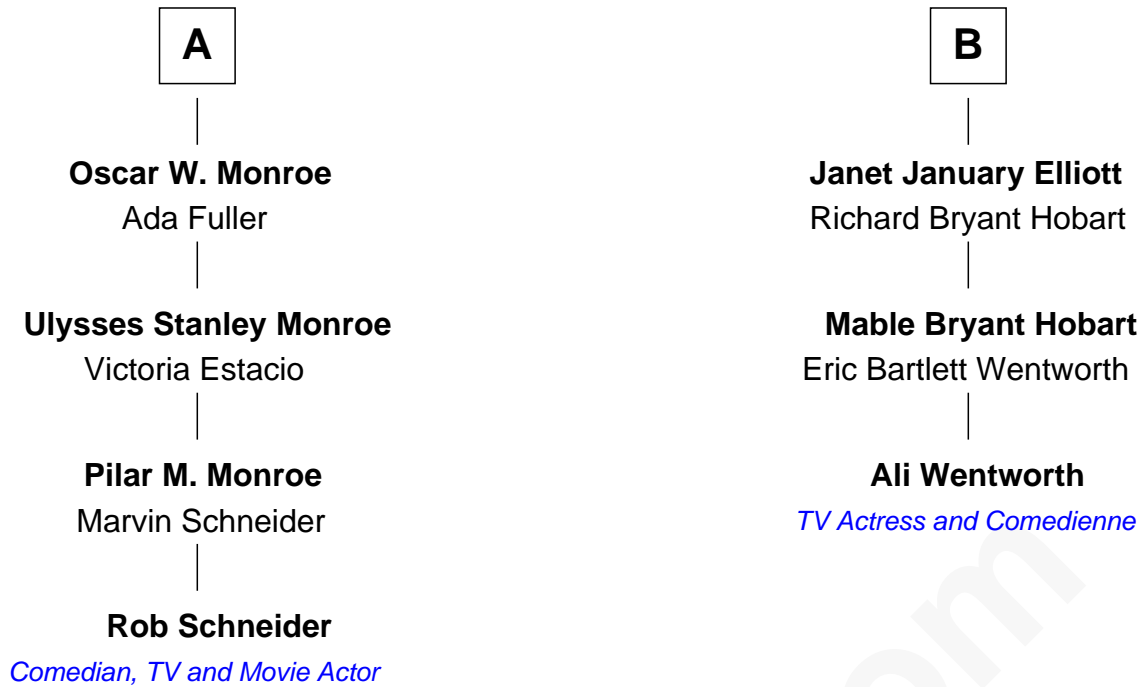 A
Oscar W. Monroe
Ada Fuller
Ulysses Stanley Monroe
Victoria Estacio
Pilar M. Monroe
Marvin Schneider
Rob Schneider
Comedian, TV and Movie Actor
B
Janet January Elliott
Richard Bryant Hobart
Mable Bryant Hobart
Eric Bartlett Wentworth
Ali Wentworth
TV Actress and Comedienne
om